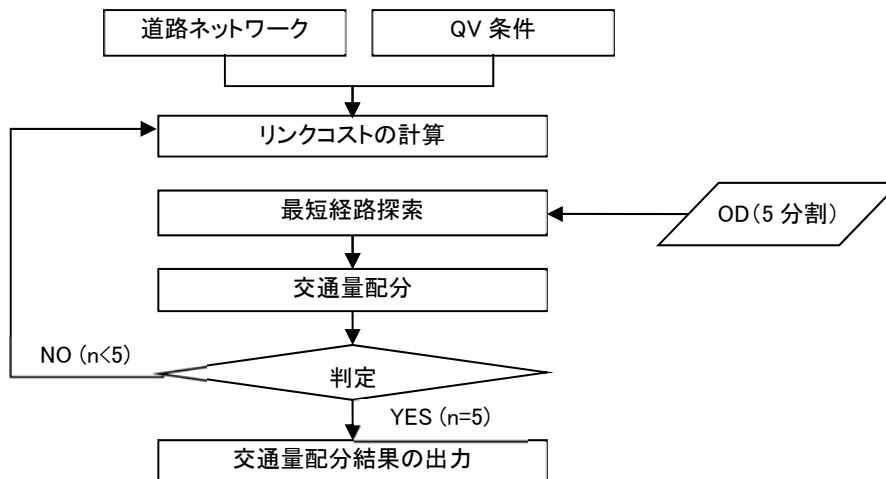 道路ネットワーク
QV 条件
リンクコストの計算
最短経路探索
OD(5 分割)
交通量配分
NO (n<5)
判定
YES (n=5)
交通量配分結果の出力